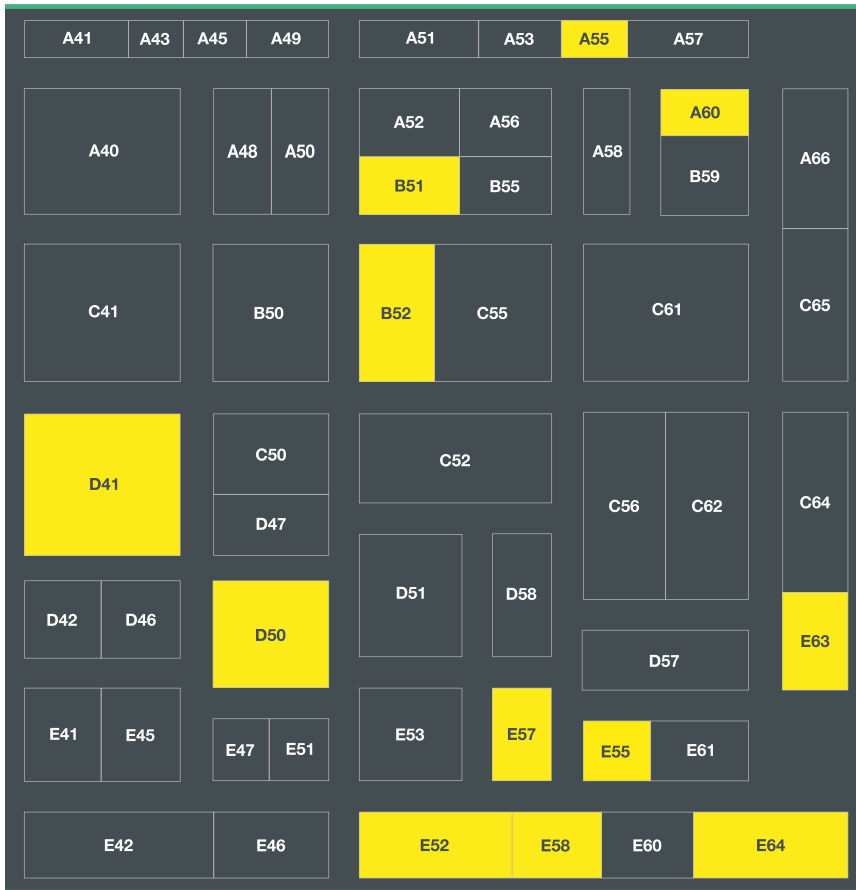 A41 A43 A45 A49 A51 A53 A55 A57
A40 A48 A50 A52 A56 A58 A60 A66
B51 B55 B59
C41 B50 B52 C55 C61 C65
D41 C50 C52 C56 C62 C64
D47
D42 D46 D50 D51 D58 D57 E63
E41 E45 E47 E51 E53 E57 E55 E61
E42 E46 E52 E58 E60 E64